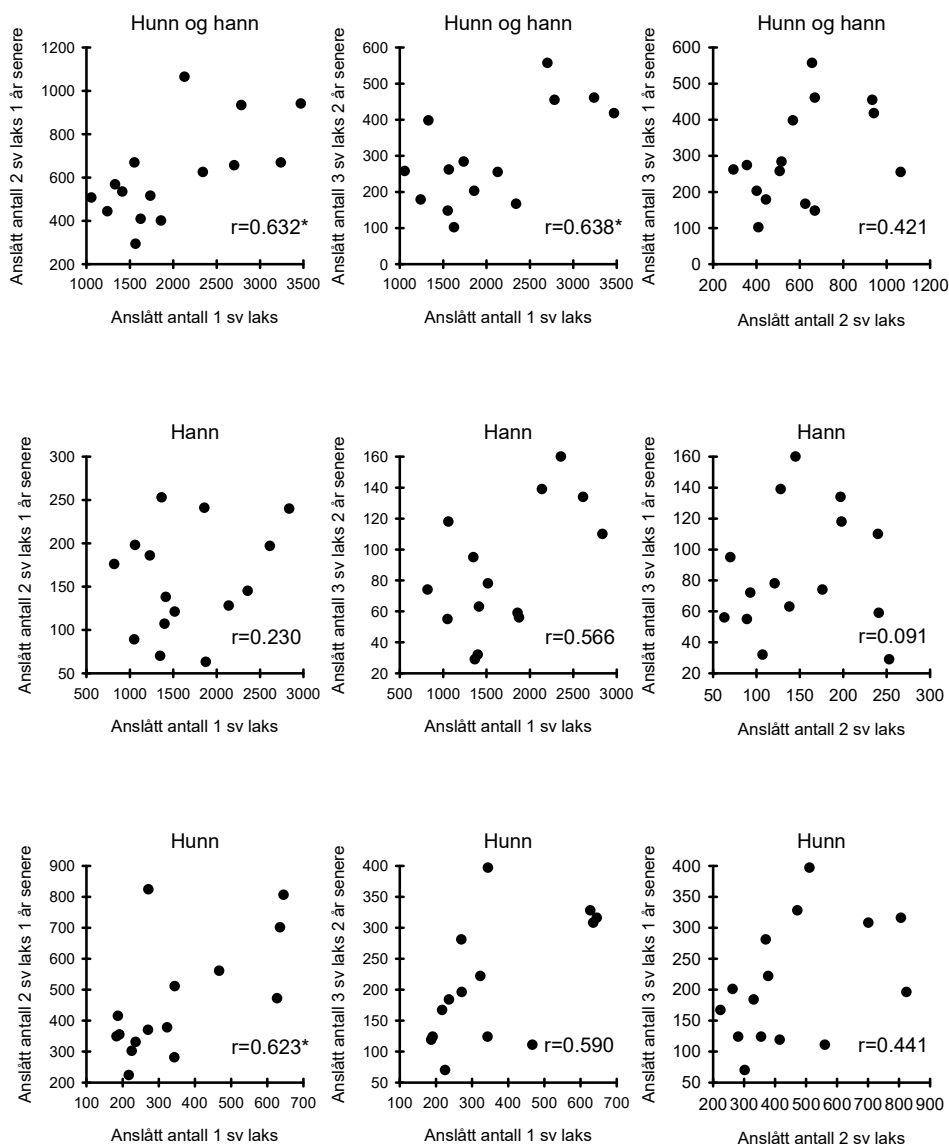 Hunn og hann
Anslått antall 2 sv laks 1 år senere
1200
1000
800
600
400
200
1000 1500 2000 2500 3000 3500
r=0.632*
Anslått antall 1 sv laks
Hunn og hann
Anslått antall 3 sv laks 2 år senere
600
500
400
300
200
100
0
1000 1500 2000 2500 3000 3500
r=0.638*
Anslått antall 1 sv laks
Hunn og hann
Anslått antall 3 sv laks 1 år senere
600
500
400
300
200
100
0
200 400 600 800 1000 1200
r=0.421
Anslått antall 2 sv laks
Hann
Anslått antall 2 sv laks 1 år senere
300
250
200
150
100
50
500 1000 1500 2000 2500 3000
r=0.230
Anslått antall 1 sv laks
Hann
Anslått antall 3 sv laks 2 år senere
160
140
120
100
80
60
40
20
500 1000 1500 2000 2500 3000
r=0.566
Anslått antall 1 sv laks
Hann
Anslått antall 3 sv laks 1 år senere
160
140
120
100
80
60
40
20
50 100 150 200 250 300
r=0.091
Anslått antall 2 sv laks
Hunn
Anslått antall 2 sv laks 1 år senere
900
800
700
600
500
400
300
200
100 200 300 400 500 600 700
r=0.623*
Anslått antall 1 sv laks
Hunn
Anslått antall 3 sv laks 2 år senere
400
350
300
250
200
150
100
50
100 200 300 400 500 600 700
r=0.590
Anslått antall 1 sv laks
Hunn
Anslått antall 3 sv laks 1 år senere
400
350
300
250
200
150
100
50
200 300 400 500 600 700 800 900
r=0.441
Anslått antall 2 sv laks